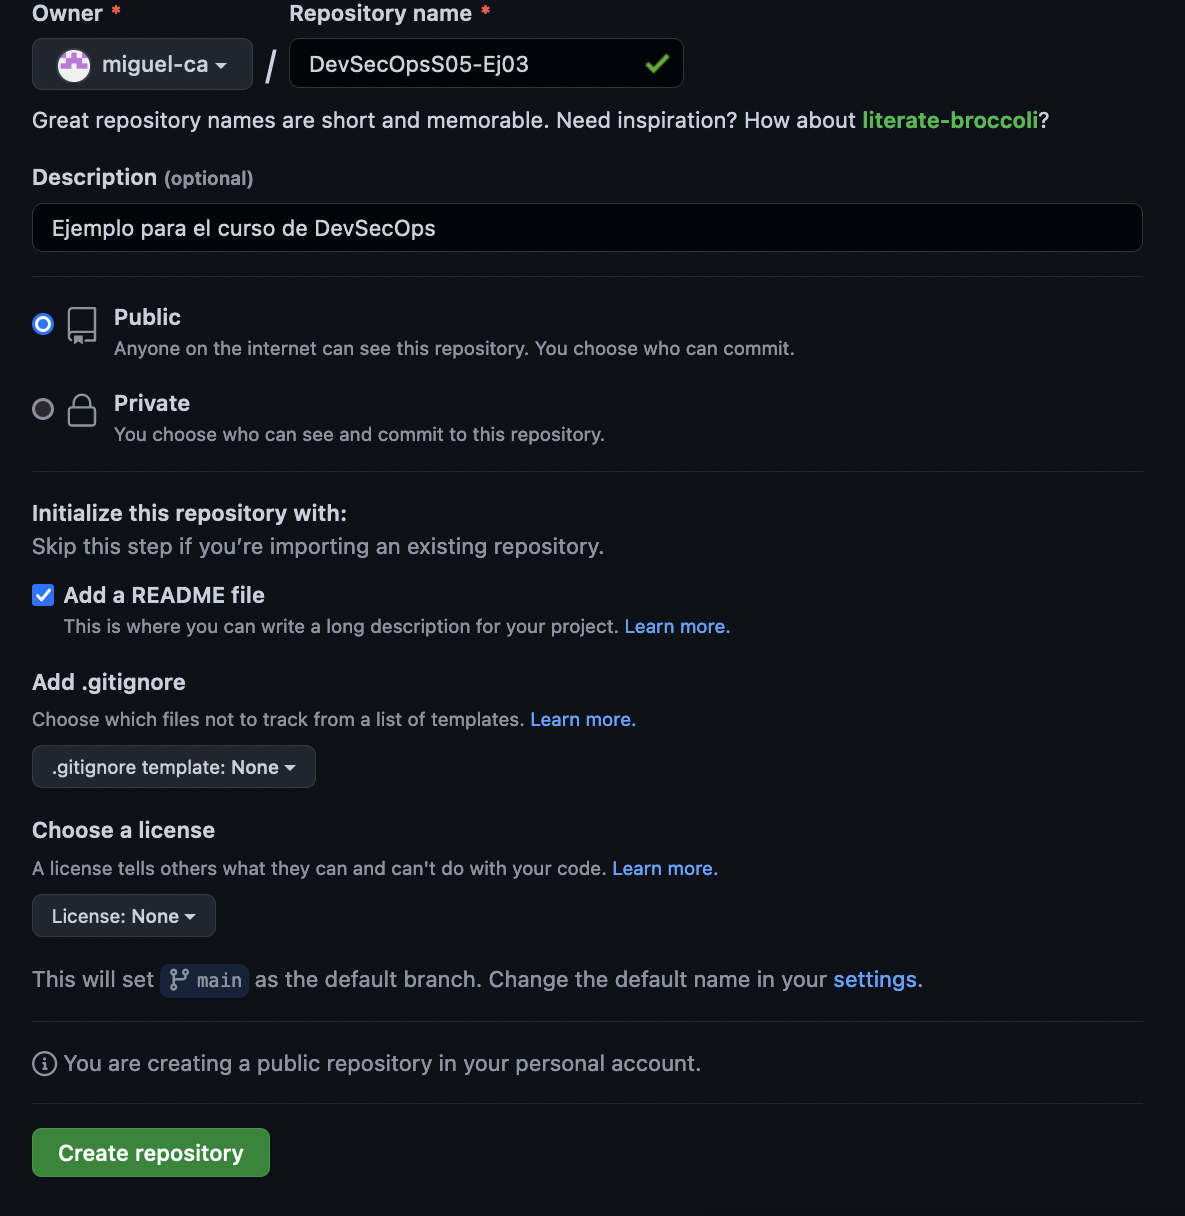 Owner * Repository name *
miguel-ca / DevSecOpsS05-Ej03
Great repository names are short and memorable. Need inspiration? How about literate-broccoli?
Description (optional)
Ejemplo para el curso de DevSecOps
Public
Anyone on the internet can see this repository. You choose who can commit.
Private
You choose who can see and commit to this repository.
Initialize this repository with:
Skip this step if you’re importing an existing repository.
Add a README file
This is where you can write a long description for your project. Learn more.
Add .gitignore
Choose which files not to track from a list of templates. Learn more.
.gitignore template: None
Choose a license
A license tells others what they can and can't do with your code. Learn more.
License: None
This will set main as the default branch. Change the default name in your settings.
You are creating a public repository in your personal account.
Create repository